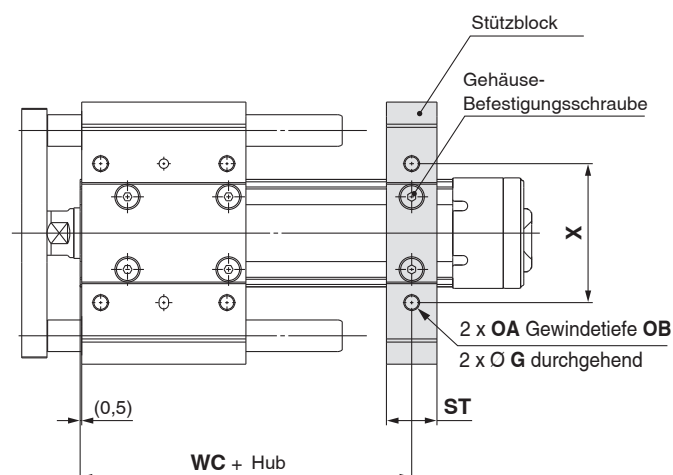 Stützblock
Gehäuse-
Befestigungsschraube
X
2 x OA Gewindetiefe OB
2 x Ø G durchgehend
(0,5)
ST
WC + Hub